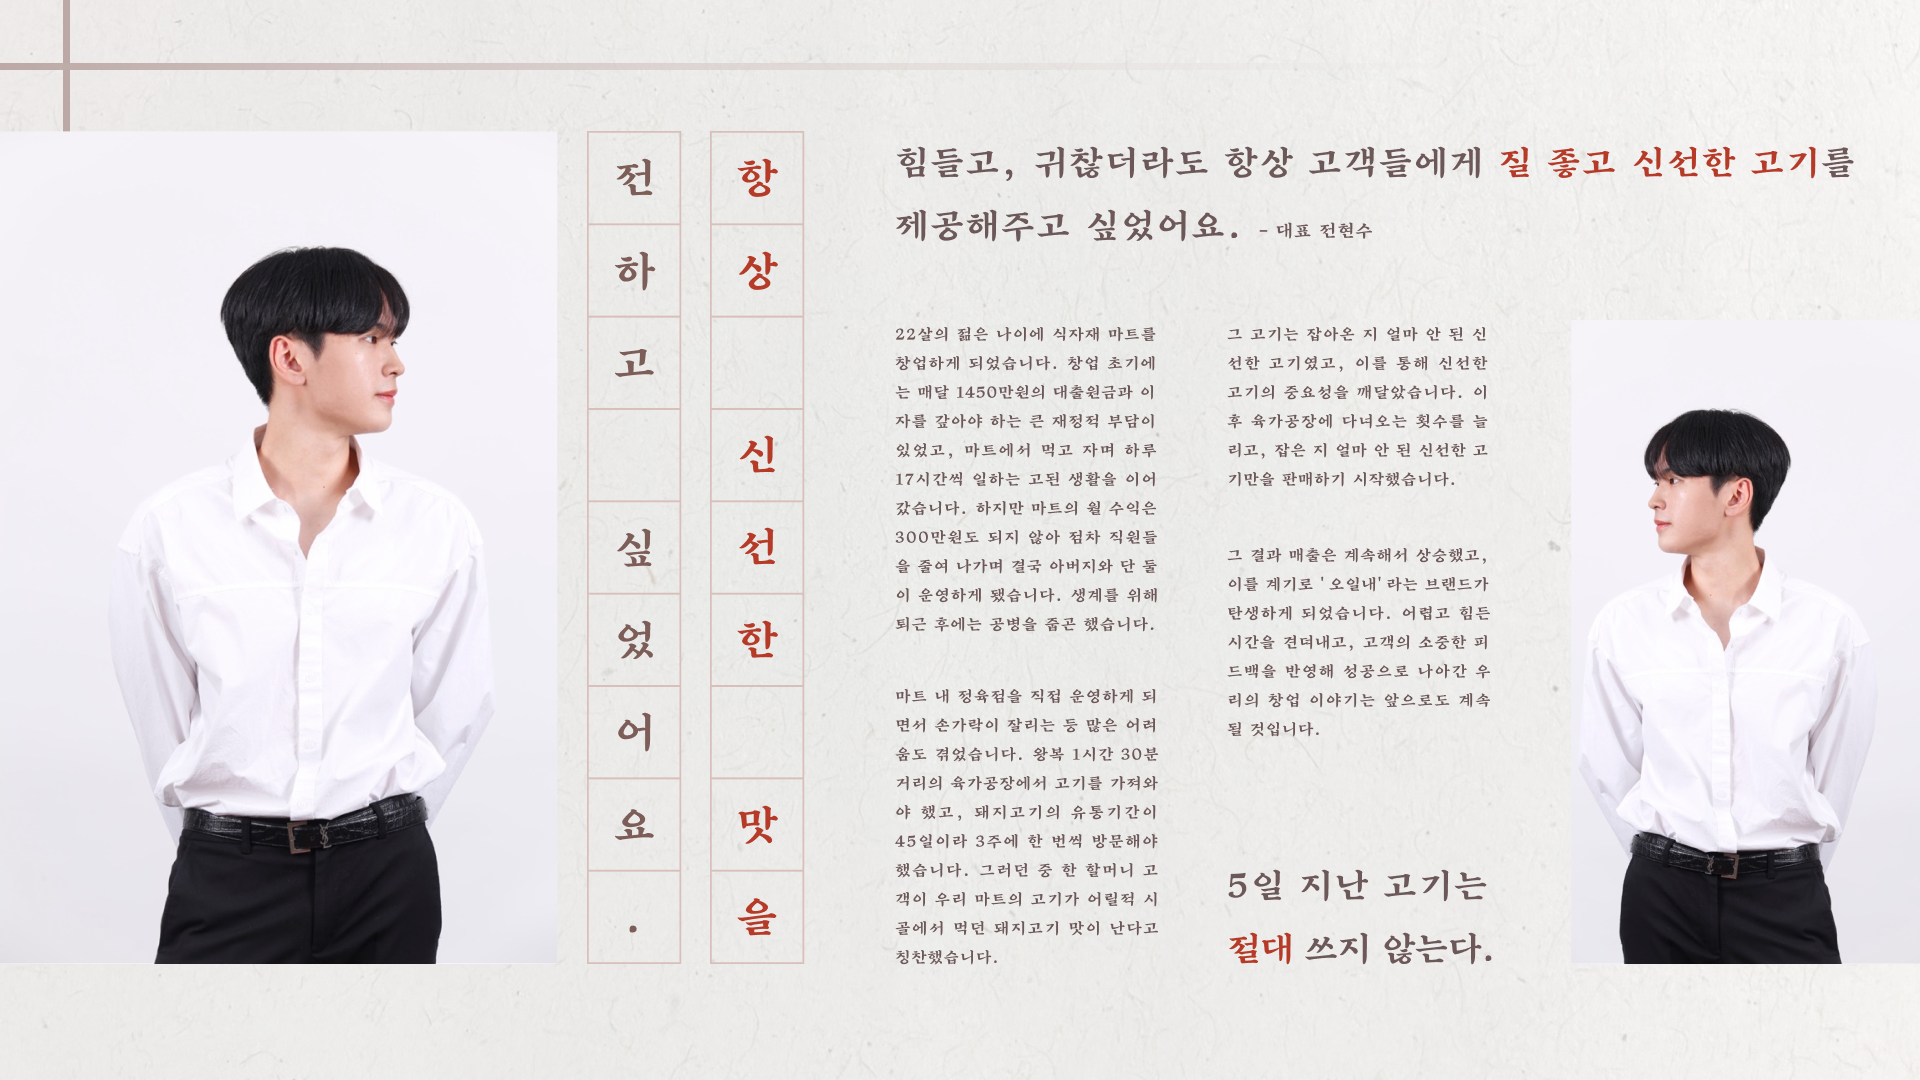 항상 신선한 맛을
전하고 싶었어요.
힘들고, 귀찮더라도 항상 고객들에게 질 좋고 신선한 고기를
제공해주고 싶었어요. - 대표 전현수
22살의 젊은 나이에 식자재 마트를
창업하게 되었습니다. 창업 초기에
는 매달 1450만원의 대출원금과 이
자를 갚아야 하는 큰 재정적 부담이
있었고, 마트에서 먹고 자며 하루
17시간씩 일하는 고된 생활을 이어
갔습니다. 하지만 마트의 월 수익은
300만원도 되지 않아 점차 직원들
을 줄여 나가며 결국 아버지와 단 둘
이 운영하게 됐습니다. 생계를 위해
퇴근 후에는 공병을 줍곤 했습니다.
마트 내 정육점을 직접 운영하게 되
면서 손가락이 잘리는 등 많은 어려
움도 겪었습니다. 왕복 1시간 30분
거리의 육가공장에서 고기를 가져와
야 했고, 돼지고기의 유통기간이
45일이라 3주에 한 번씩 방문해야
했습니다. 그러던 중 한 할머니 고
객이 우리 마트의 고기가 어릴적 시
골에서 먹던 돼지고기 맛이 난다고
칭찬했습니다.
그 고기는 잡아온 지 얼마 안 된 신
선한 고기였고, 이를 통해 신선한
고기의 중요성을 깨달았습니다. 이
후 육가공장에 다녀오는 횟수를 늘
리고, 잡은 지 얼마 안 된 신선한 고
기만을 판매하기 시작했습니다.
그 결과 매출은 계속해서 상승했고,
이를 계기로 ' 오일내' 라는 브랜드가
탄생하게 되었습니다. 어렵고 힘든
시간을 견뎌내고, 고객의 소중한 피
드백을 반영해 성공으로 나아간 우
리의 창업 이야기는 앞으로도 계속
될 것입니다.
5일 지난 고기는
절대 쓰지 않는다.